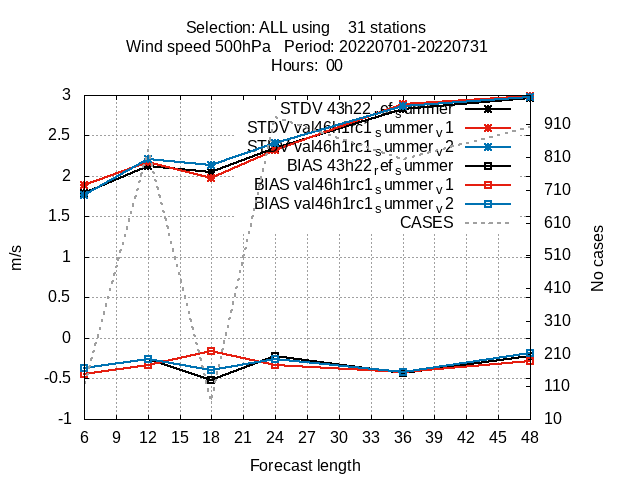 Selection: ALL using 31 stations
Wind speed 500hPa Period: 20220701-20220731
Hours: 00
3
2.5
2
1.5
1
0.5
0
-0.5
-1
m/s
STDV 43h22_ref_summer
STDV val46h1rc1_summer_v1
STDV val46h1rc1_summer_v2
BIAS 43h22_ref_summer
BIAS val46h1rc1_summer_v1
BIAS val46h1rc1_summer_v2
CASES
910
810
710
610
510
410
310
210
110
10
No cases
6 9 12 15 18 21 24 27 30 33 36 39 42 45 48
Forecast length